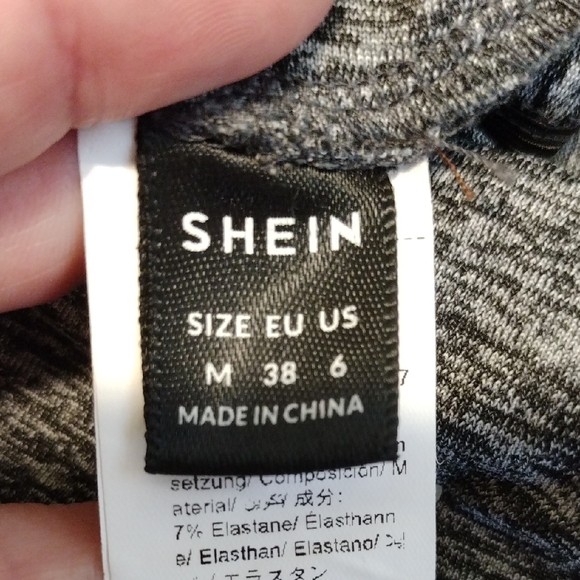 SHEIN
SIZE EU US
M 38 6
7
MADE IN CHINA
setzung/ Composición/ M
aterial/ 成分:
7% Elastane/ Élasthann
e/ Elasthan/ Elastano/
エラスタン